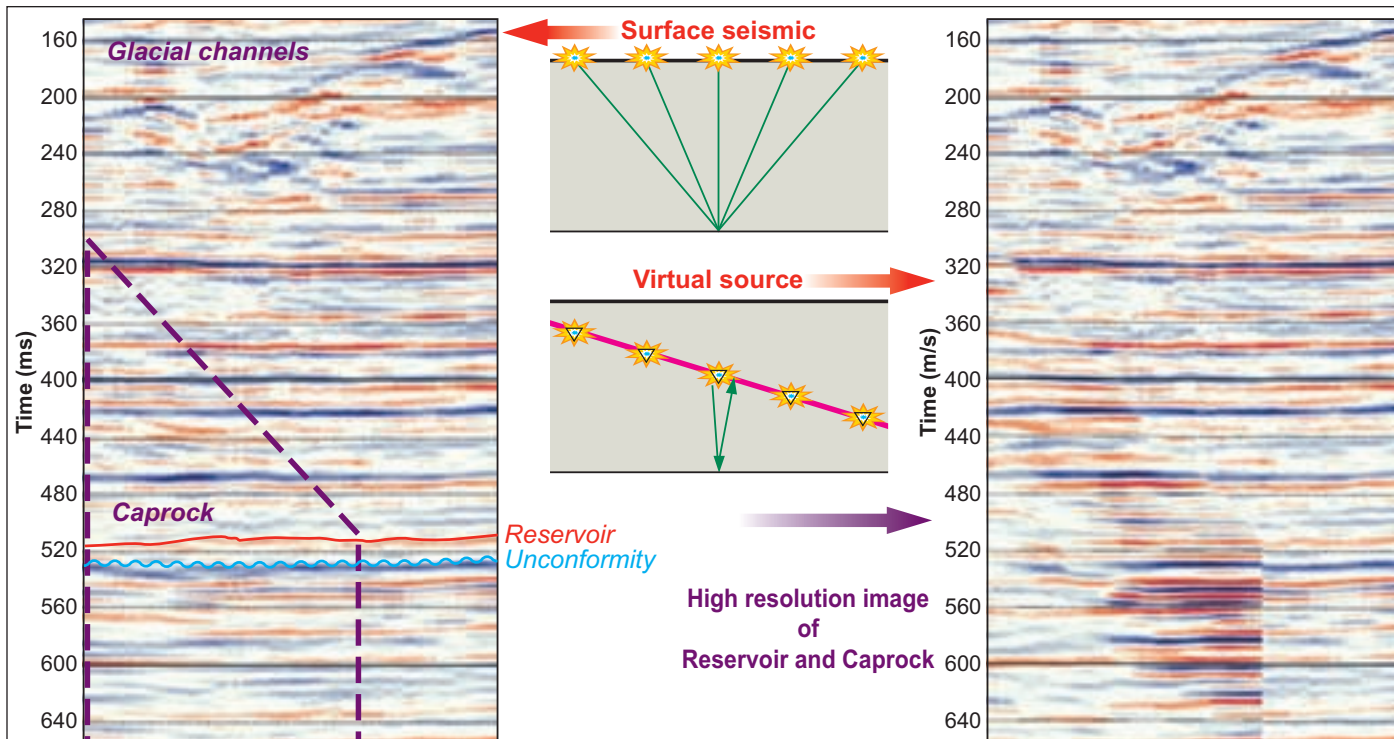 Glacial channels
Caprock
160
200
240
280
320
360
400
440
480
520
560
600
640
Time (ms)
Surface seismic
Virtual source
Reservoir
Unconformity
High resolution image
of
Reservoir and Caprock
160
200
240
280
320
360
400
440
480
520
560
600
640
Time (m/s)